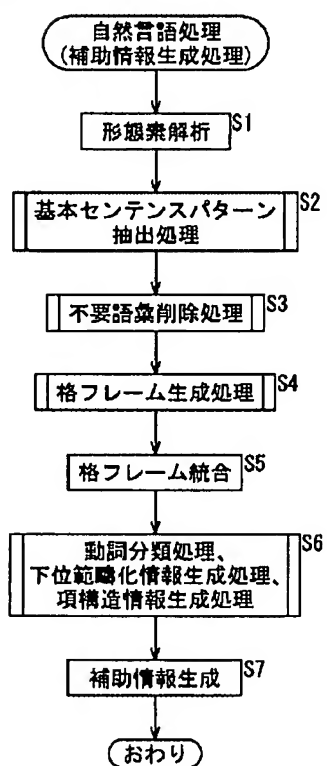 自然言語処理
(補助情報生成処理)
形態素解析 S1
基本センテンスパターン S2
抽出処理
不要語彙削除処理 S3
格フレーム生成処理 S4
格フレーム統合 S5
動詞分類処理、 S6
下位範疇化情報生成処理、
項構造情報生成処理
補助情報生成 S7
おわり